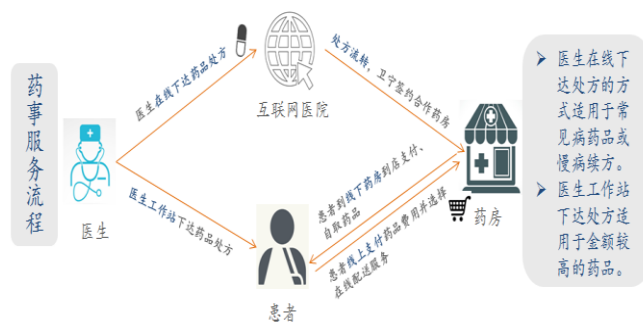 药事服务流程
医生
医生在线下达药品处方
互联网医院
处方流转，卫宁签约合作药房
医生工作站下达药品处方
患者
患者到线下药房到店支付、
自取药品
患者线上支付药品费用并选择
在线配送服务
药房
➢ 医生在线下
达处方的方
式适用于常
见病药品或
慢病续方。
➢ 医生工作站
下达处方适
用于金额较
高的药品。